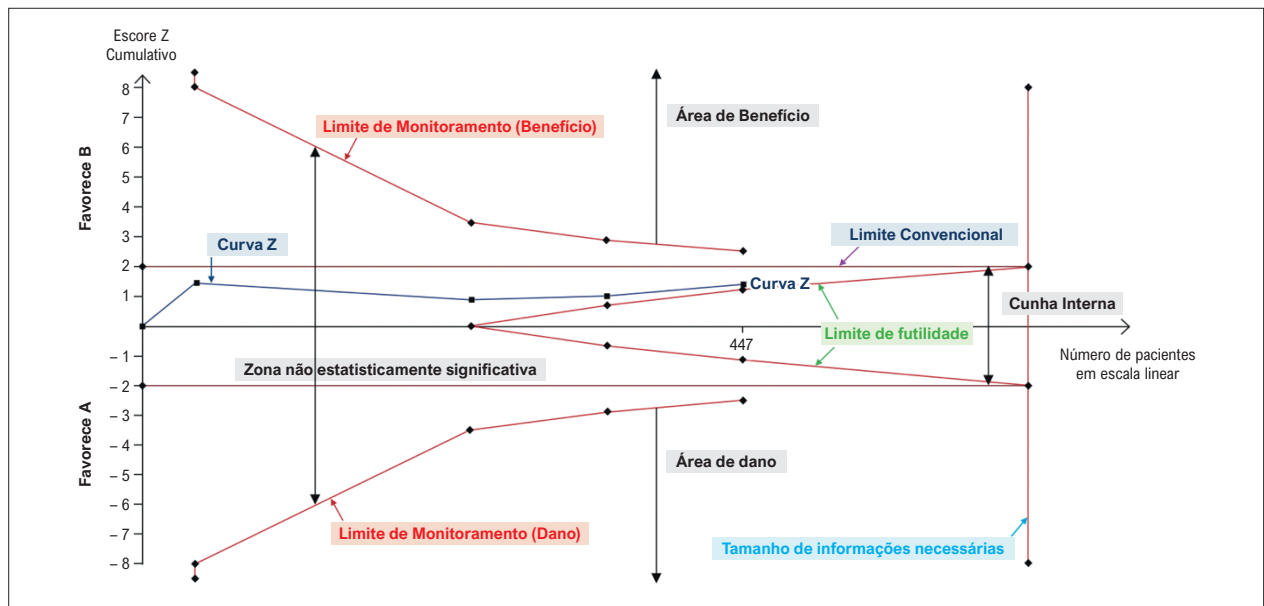 Escore Z
Cumulativo
8
7
6
5
4
3
2
1
– 1
– 2
– 3
– 4
– 5
– 6
– 7
– 8
Favorece B
Favorece A
Limite de Monitoramento (Benefício)
Área de Benefício
Curva Z
Limite Convencional
Curva Z
Cunha Interna
Limite de futilidade
447
Número de pacientes
em escala linear
Zona não estatisticamente significativa
Área de dano
Limite de Monitoramento (Dano)
Tamanho de informações necessárias